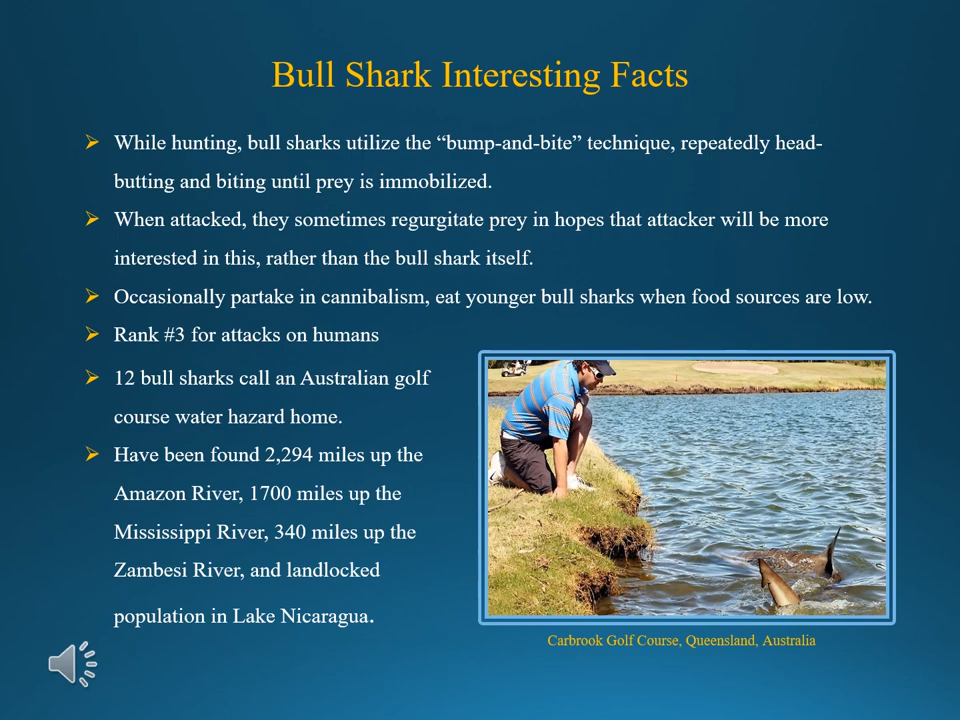 Bull Shark Interesting Facts
While hunting, bull sharks utilize the “bump-and-bite” technique, repeatedly head-
butting and biting until prey is immobilized.
When attacked, they sometimes regurgitate prey in hopes that attacker will be more
interested in this, rather than the bull shark itself.
Occasionally partake in cannibalism, eat younger bull sharks when food sources are low.
Rank #3 for attacks on humans
12 bull sharks call an Australian golf
course water hazard home.
Have been found 2,294 miles up the
Amazon River, 1700 miles up the
Mississippi River, 340 miles up the
Zambesi River, and landlocked
population in Lake Nicaragua.
Carbrook Golf Course, Queensland, Australia